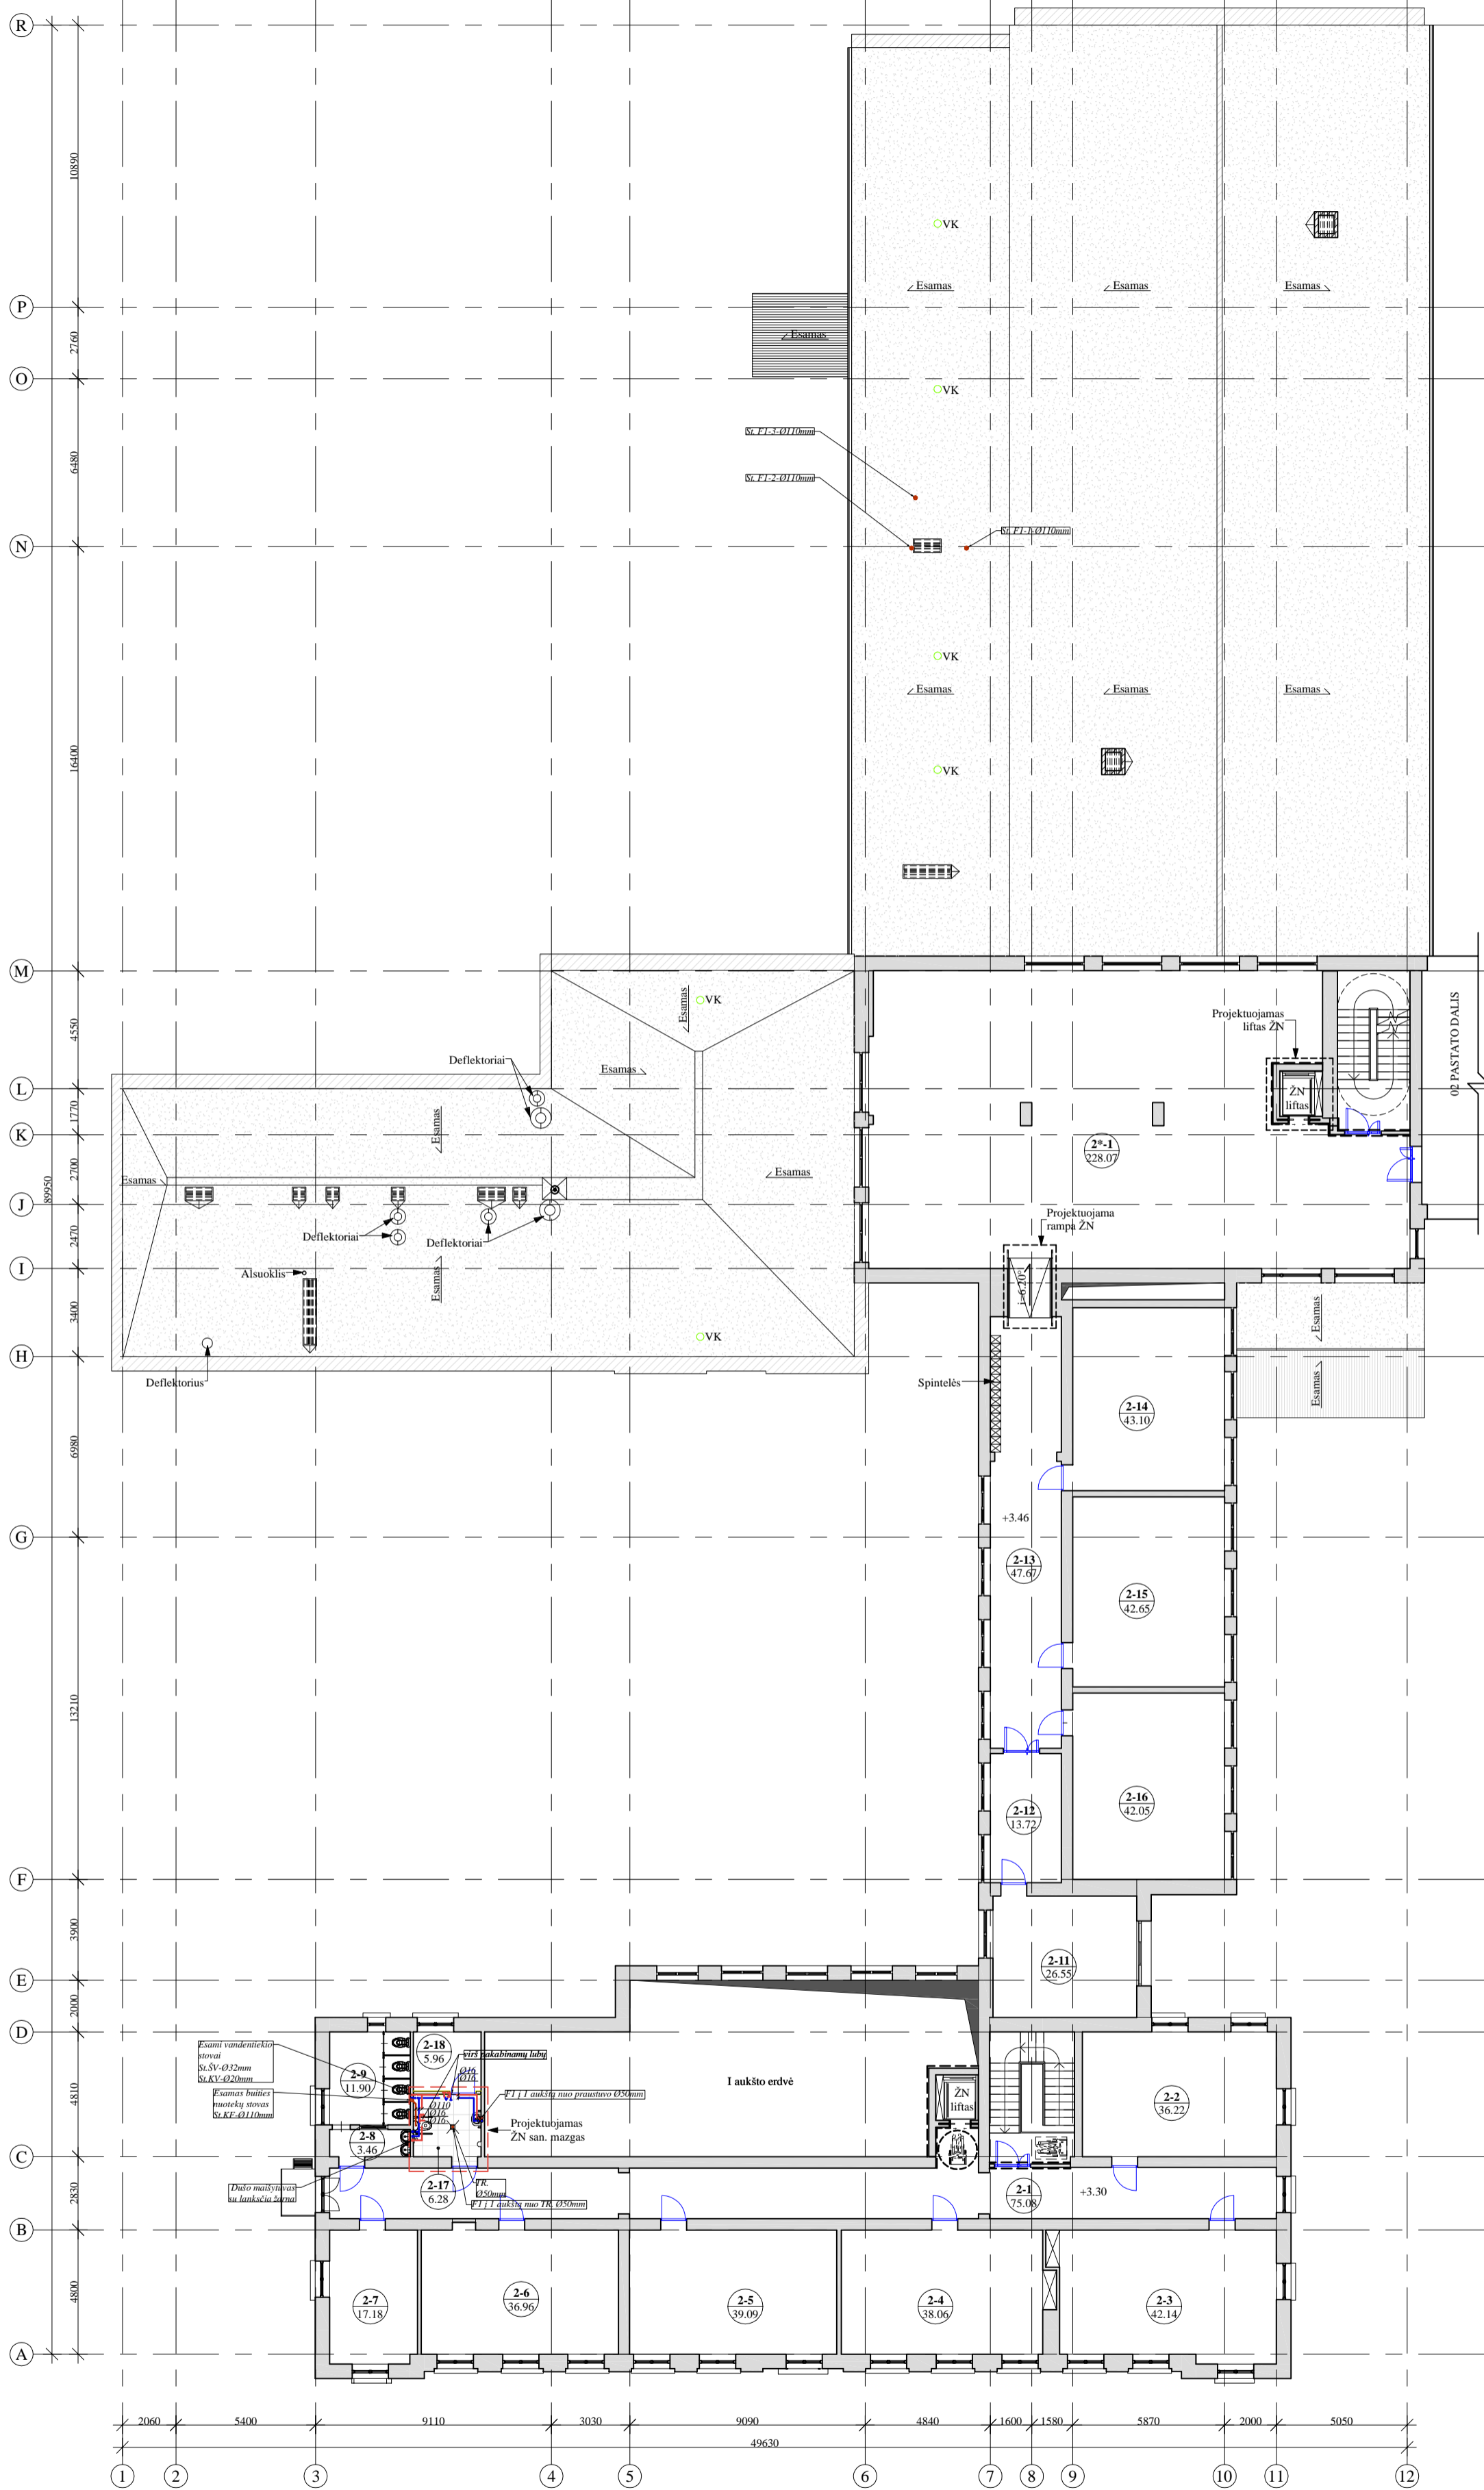 R
10890
VK
Esamas
Esamas
Esamas
P
2760
Esamas
O
VK
6480
St. F1-3-Ø110mm
St. F1-2-Ø110mm
St. F1-1-Ø110mm
N
VK
Esamas
Esamas
Esamas
16400
VK
M
4550
Esamas
VK
Projektuojamas
liftas ŽN
02 PASTATO DALIS
Deflektoriai
Esamas
L
ŽN
liftas
1770
Esamas
K
2*-1
228.07
2700
89950
Esamas
Esamas
J
2470
Deflektoriai
Deflektoriai
Projektuojama
rampa ŽN
I
Alsuoklis
Esamas
i=6.20°
3400
VK
Esamas
H
Deflektorius
Spintelės
Esamas
2-14
43.10
6980
+3.46
G
2-13
47.67
2-15
42.65
13210
2-12
13.72
2-16
42.05
F
3900
2-11
26.55
E
2000
D
Esami vandentiekio
stovai
St.ŠV-Ø32mm
St.KV-Ø20mm
2-18
5.96
virš pakabinamų lubų
Ø16
Ø16
2-9
11.90
I aukšto erdvė
4810
Esamas buities
nuotekų stovas
St.KF-Ø110mm
F1 į 1 aukštą nuo praustuvo Ø50mm
Ø110
Ø16
Ø16
ŽN
liftas
2-2
36.22
Projektuojamas
ŽN san. mazgas
2-8
3.46
C
Dušo maišytuvas
su lanksčia žarna
2-17
6.28
TR.
Ø50mm
F1 į 1 aukštą nuo TR. Ø50mm
2-1
75.08
+3.30
2830
B
4800
2-7
17.18
2-6
36.96
2-5
39.09
2-4
38.06
2-3
42.14
A
2060
5400
9110
3030
9090
4840
1600
1580
5870
2000
5050
49630
1
2
3
4
5
6
7
8
9
10
11
12